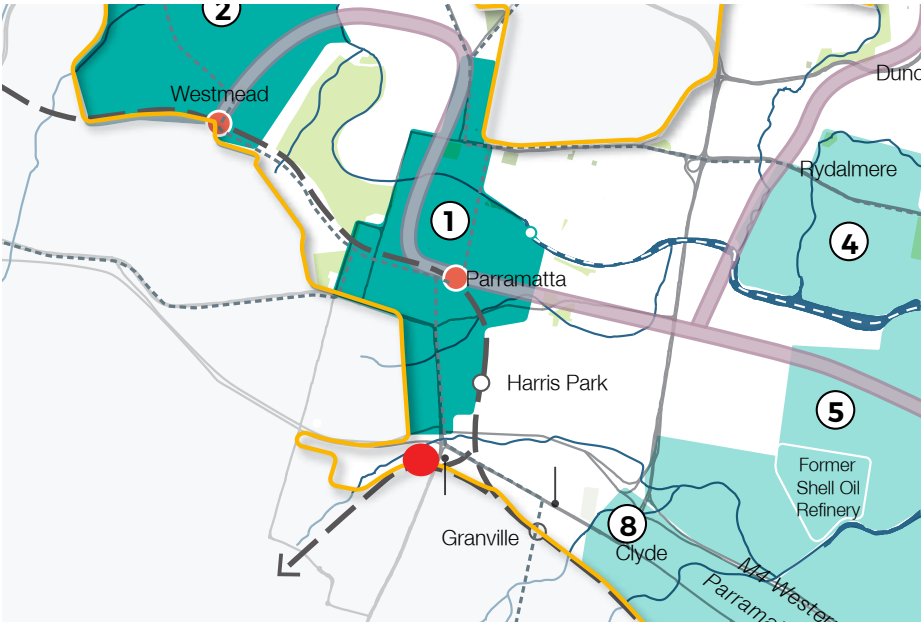 2
Westmead
Dund
Rydalmere
1
4
Parramatta
Harris Park
5
Former
Shell Oil
Refinery
8
Granville
Clyde
M4 Western
Parrama